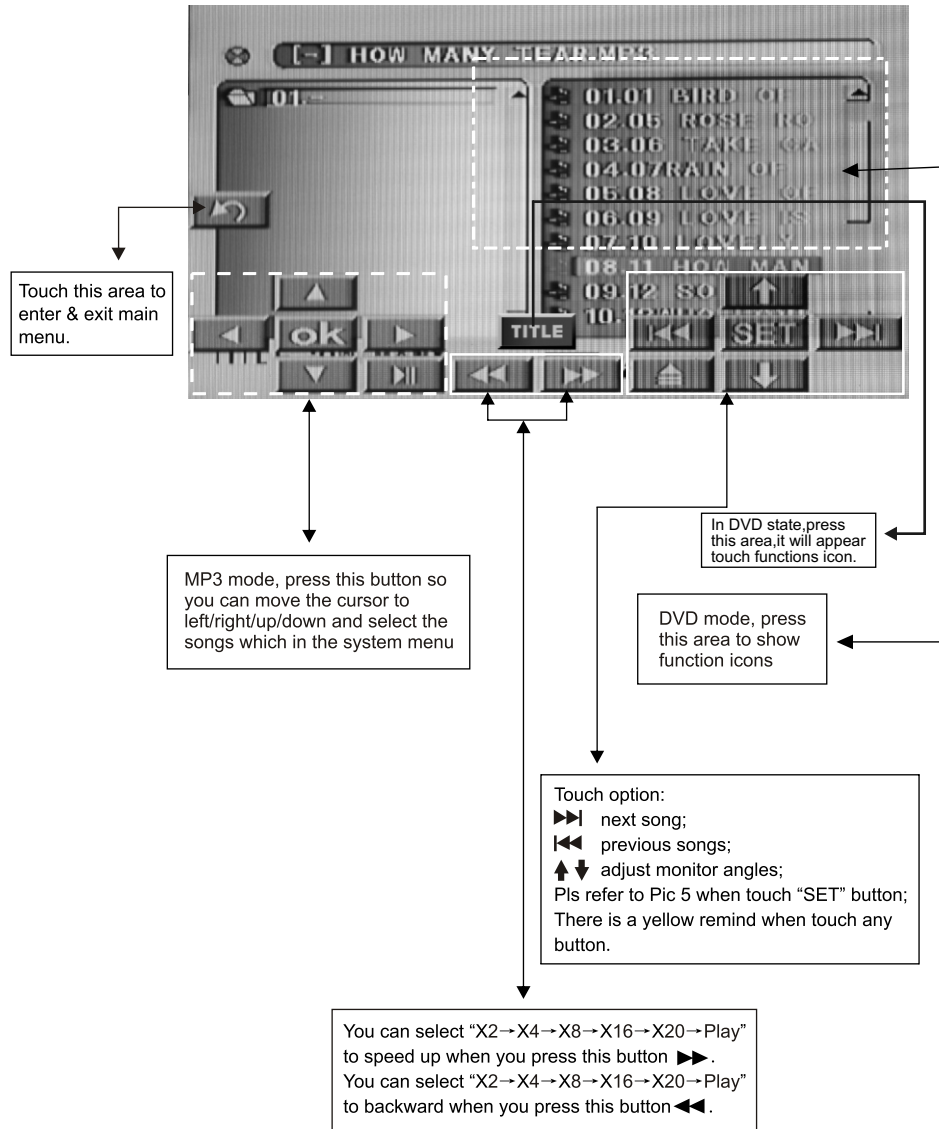 [-] HOW MANY TEAR.MP3
01.-
01.01 BIRD OF
02.05 ROSE RO
03.06 TAKE CA
04.07RAIN OF
05.08 LOVE OF
06.09 LOVE IS
07.10 LOVELY
08.11 HOW MAN
09.12 SO
10.
ok
TITLE
SET
Touch this area to
enter & exit main
menu.
In DVD state,press
this area,it will appear
touch functions icon.
MP3 mode, press this button so
you can move the cursor to
left/right/up/down and select the
songs which in the system menu
DVD mode, press
this area to show
function icons
Touch option:
next song;
previous songs;
adjust monitor angles;
Pls refer to Pic 5 when touch “SET” button;
There is a yellow remind when touch any
button.
You can select “X2→X4→X8→X16→X20→Play”
to speed up when you press this button ▶▶.
You can select “X2→X4→X8→X16→X20→Play”
to backward when you press this button ◀◀.